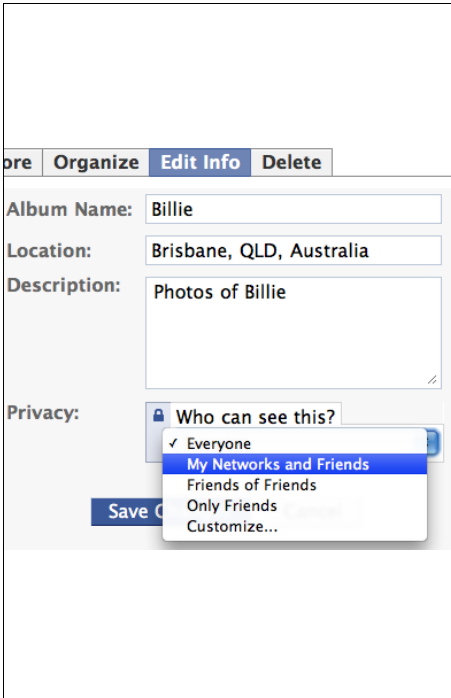 ore Organize Edit Info Delete
Album Name: Billie
Location: Brisbane, QLD, Australia
Description: Photos of Billie
Privacy: Who can see this?
✓ Everyone
My Networks and Friends
Friends of Friends
Only Friends
Customize...
Save C Cancel